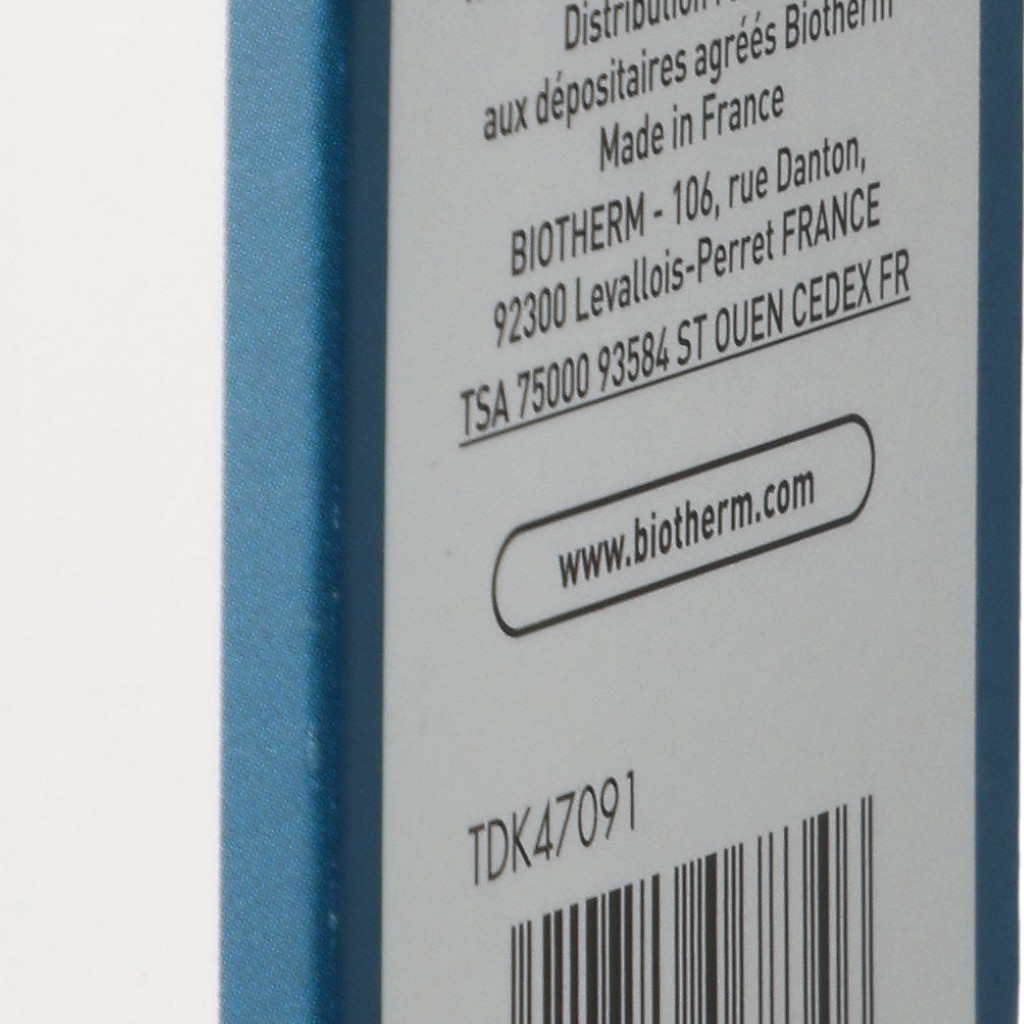 Distribution
aux dépositaires agréés Biotherm
Made in France
BIOTHERM - 106, rue Danton,
92300 Levallois-Perret FRANCE
TSA 75000 93584 ST OUEN CEDEX FR
www.biotherm.com
TDK47091